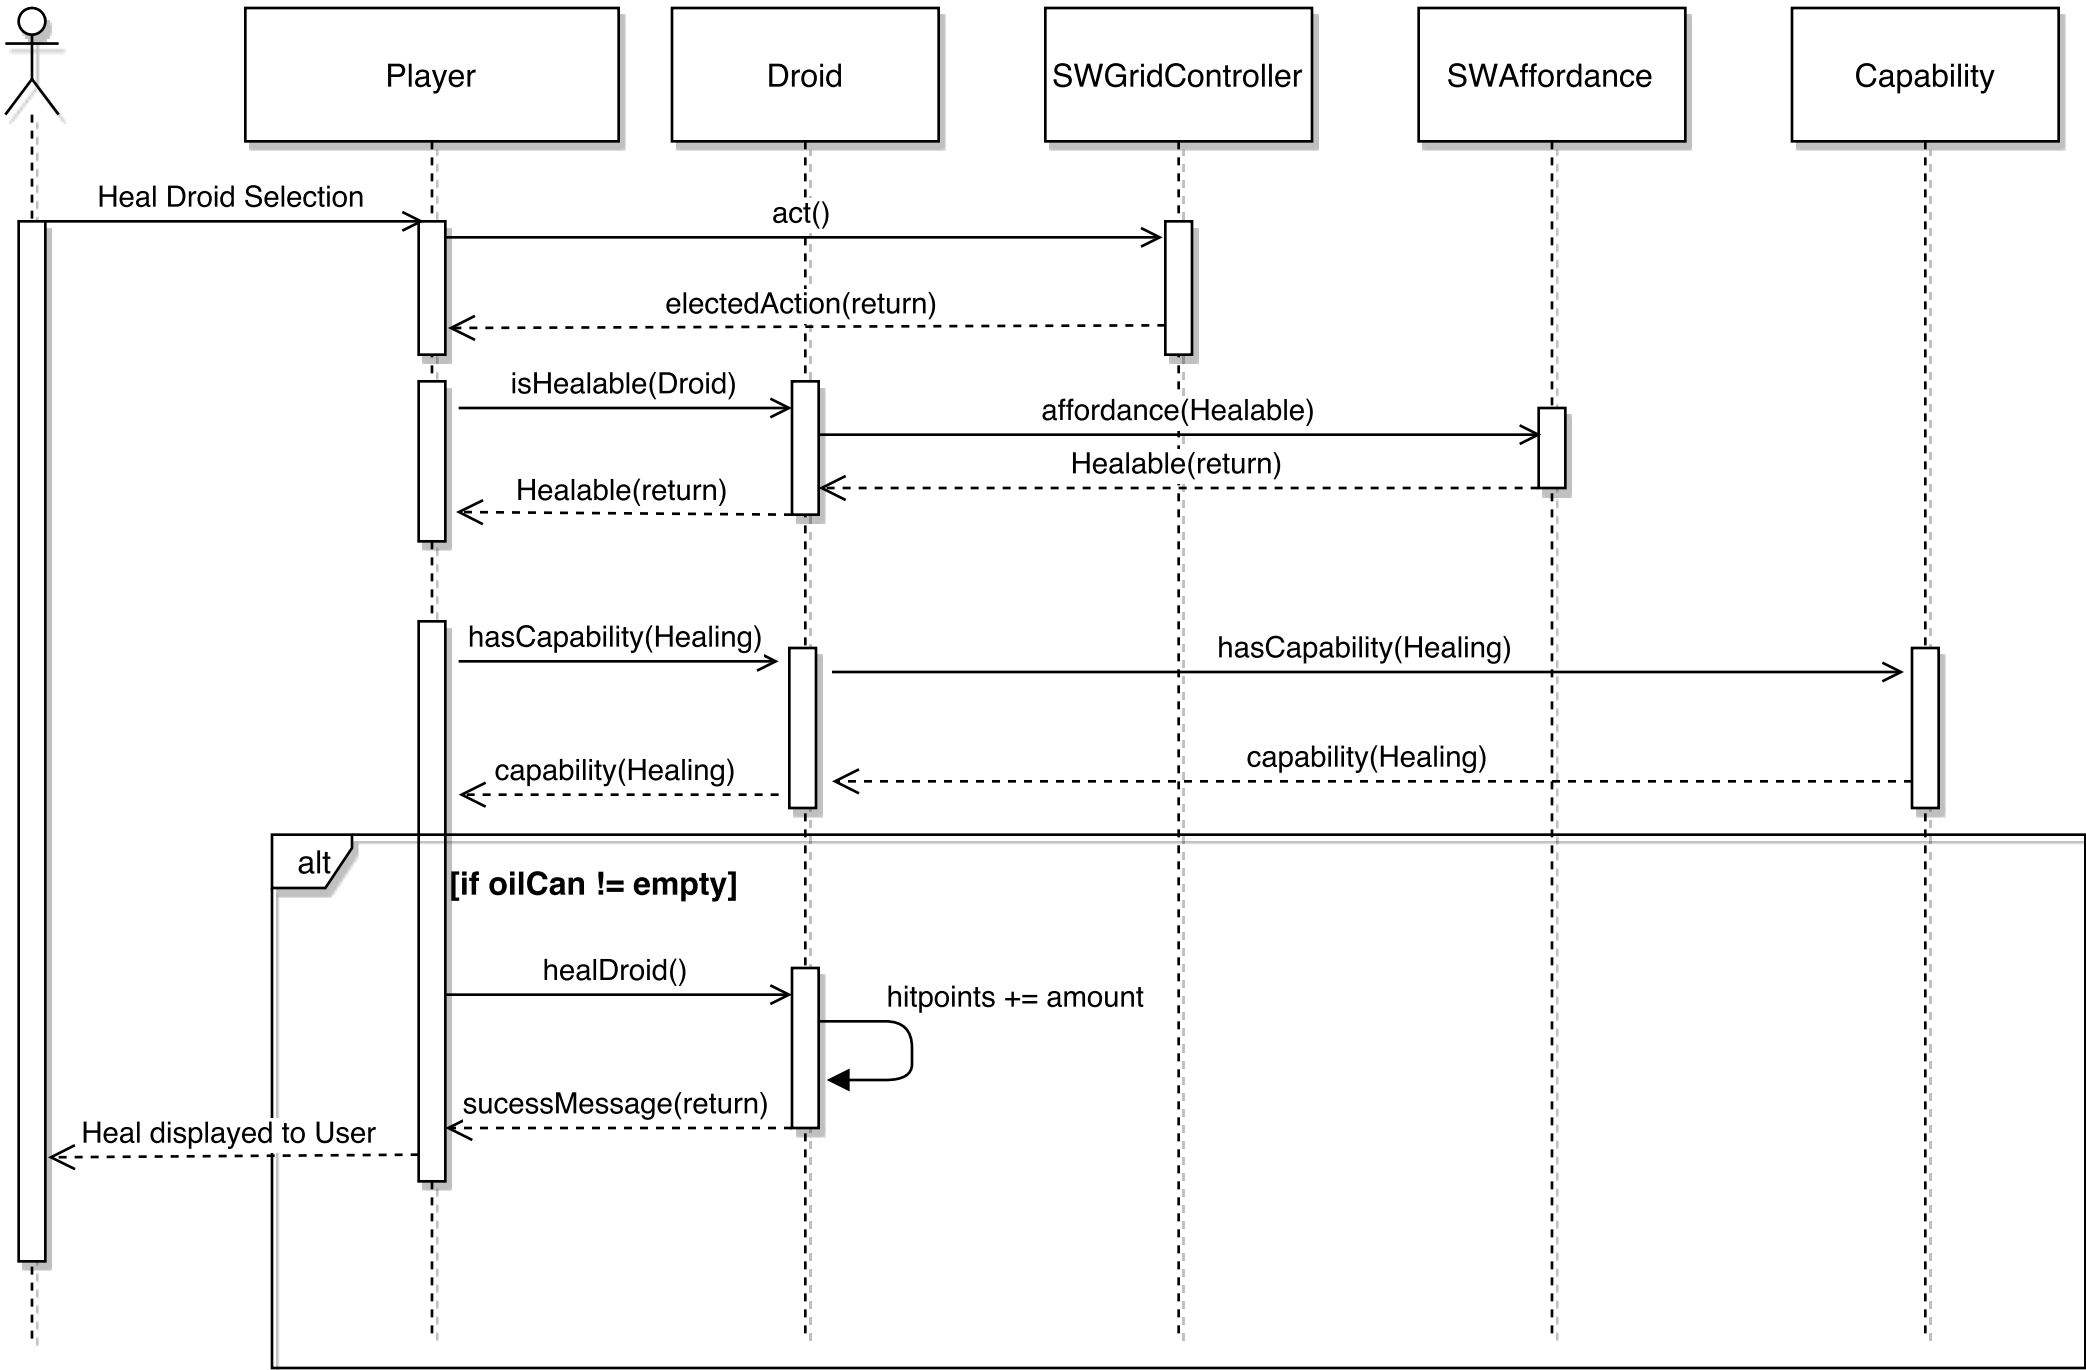 Player
Droid
SWGridController
SWAffordance
Capability
Heal Droid Selection
act()
electedAction(return)
isHealable(Droid)
affordance(Healable)
Healable(return)
Healable(return)
hasCapability(Healing)
hasCapability(Healing)
capability(Healing)
capability(Healing)
alt
[if oilCan != empty]
healDroid()
hitpoints += amount
sucessMessage(return)
Heal displayed to User